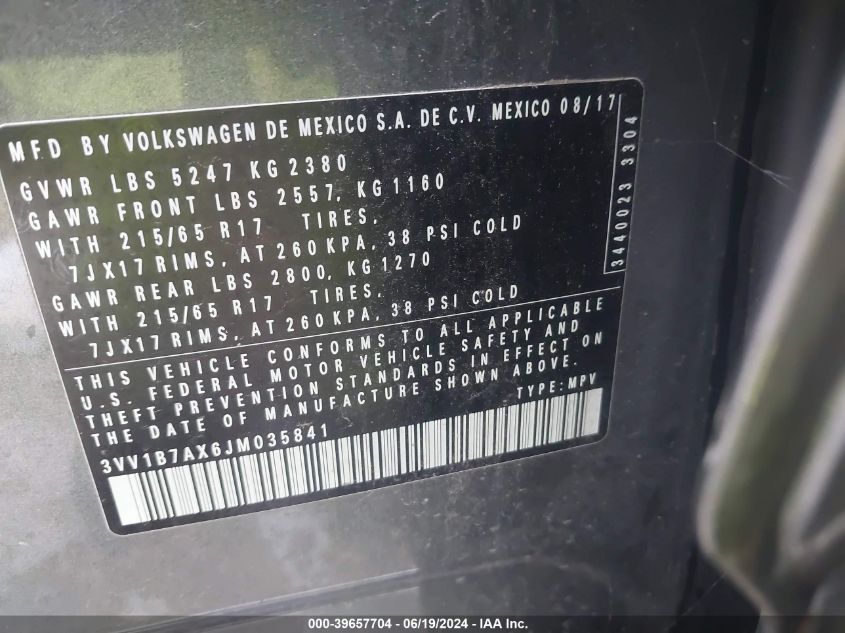 MFD BY VOLKSWAGEN DE MEXICO S.A. DE C.V. MEXICO 08/17
GVWR LBS 5247 KG 2380
GAWR FRONT LBS 2557, KG 1160
WITH 215/65 R17 TIRES,
7JX17 RIMS, AT 260 KPA, 38 PSI COLD
GAWR REAR LBS 2800, KG 1270
WITH 215/65 R17 TIRES,
7JX17 RIMS, AT 260 KPA, 38 PSI COLD
3440023 3304
THIS VEHICLE CONFORMS TO ALL APPLICABLE
U.S. FEDERAL MOTOR VEHICLE SAFETY AND
THEFT PREVENTION STANDARDS IN EFFECT ON
THE DATE OF MANUFACTURE SHOWN ABOVE.
3VV1B7AX6JM035841 TYPE: MPV
000-39657704 - 06/19/2024 - IAA Inc.